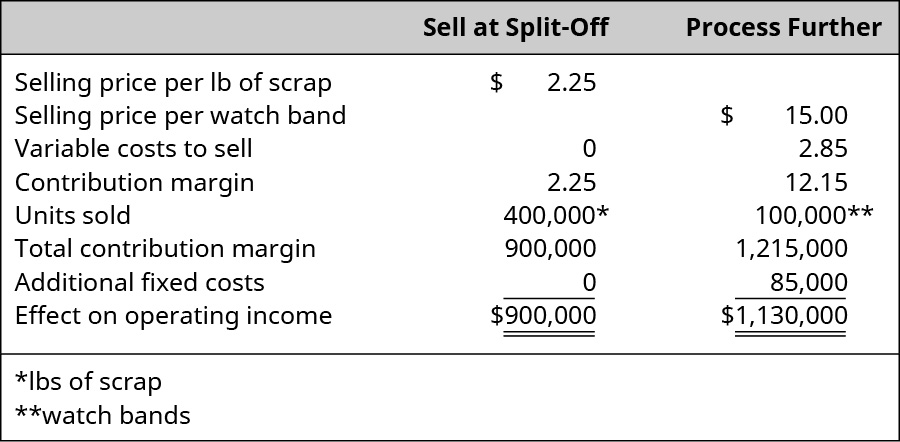 Sell at Split-Off Process Further
Selling price per lb of scrap $ 2.25
Selling price per watch band $ 15.00
Variable costs to sell 0 2.85
Contribution margin 2.25 12.15
Units sold 400,000* 100,000**
Total contribution margin 900,000 1,215,000
Additional fixed costs 0 85,000
Effect on operating income $900,000 $1,130,000
*lbs of scrap
**watch bands